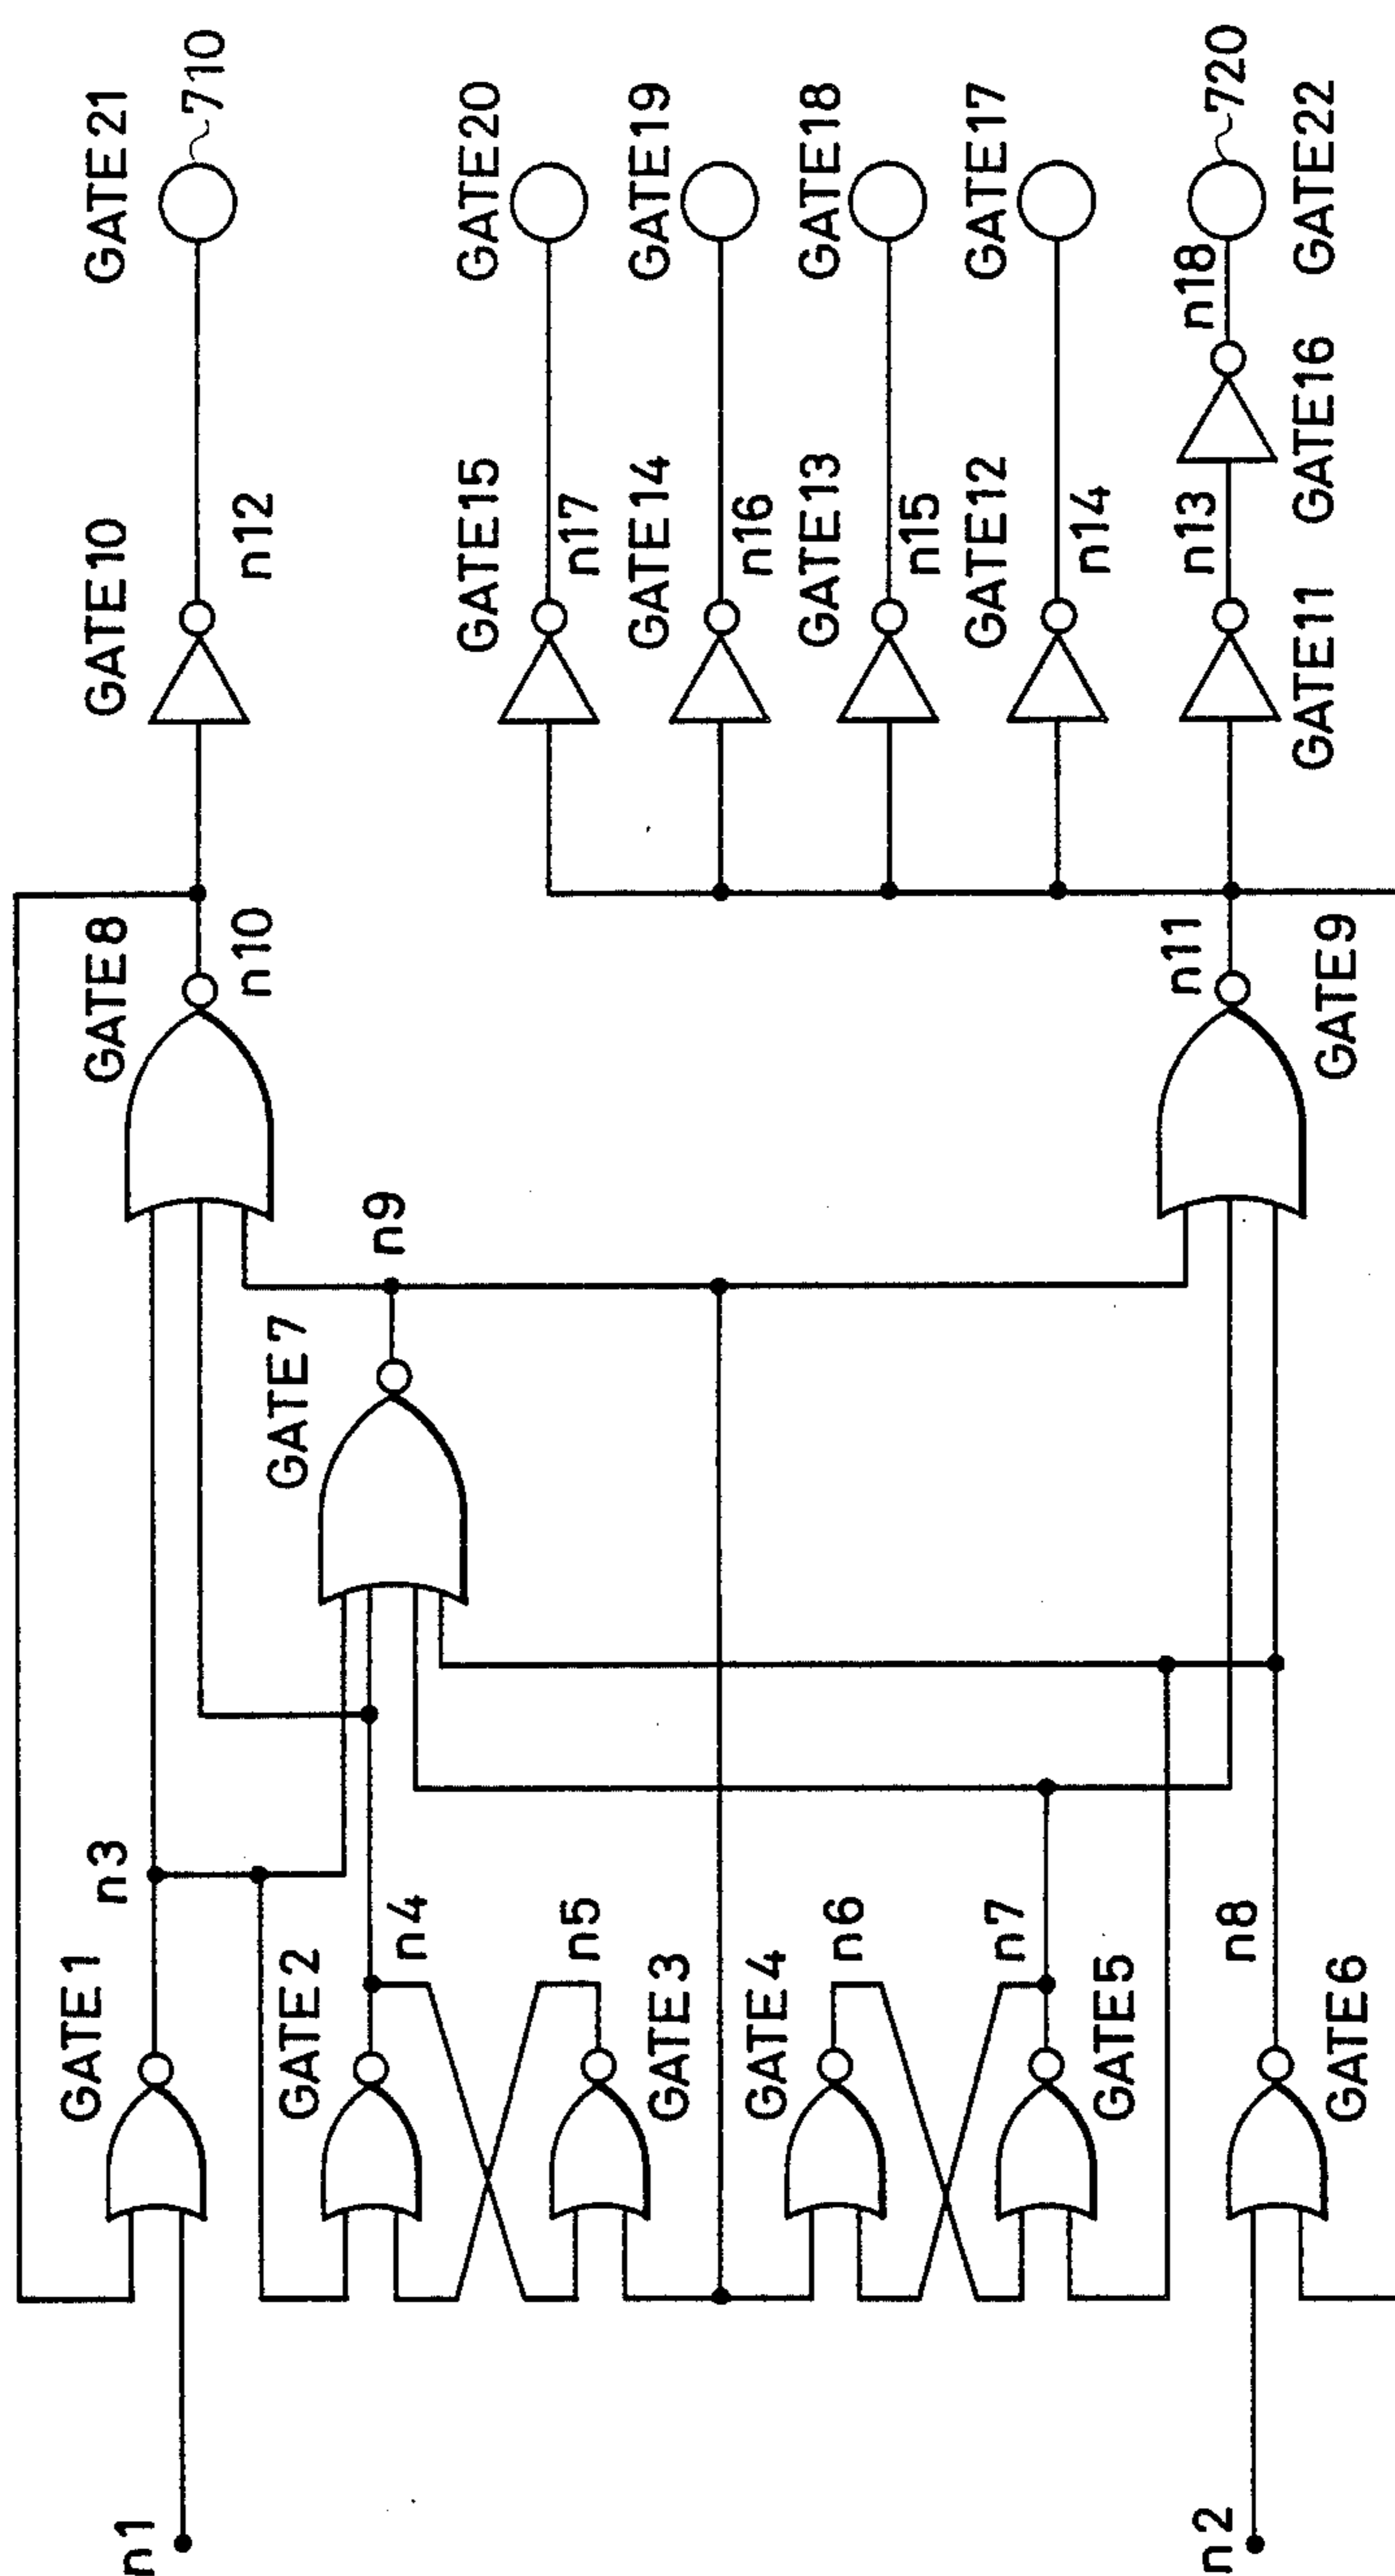 n1
n2
GATE1
n3
GATE2
n4
n5
GATE3
GATE4
n6
n7
GATE5
n8
GATE6
GATE7
n9
GATE8
n10
n11
GATE9
GATE10
n12
GATE15
n17
GATE14
n16
GATE13
n15
GATE12
n14
n13
GATE11
GATE16
n18
GATE21
710
GATE20
GATE19
GATE18
GATE17
720
GATE22